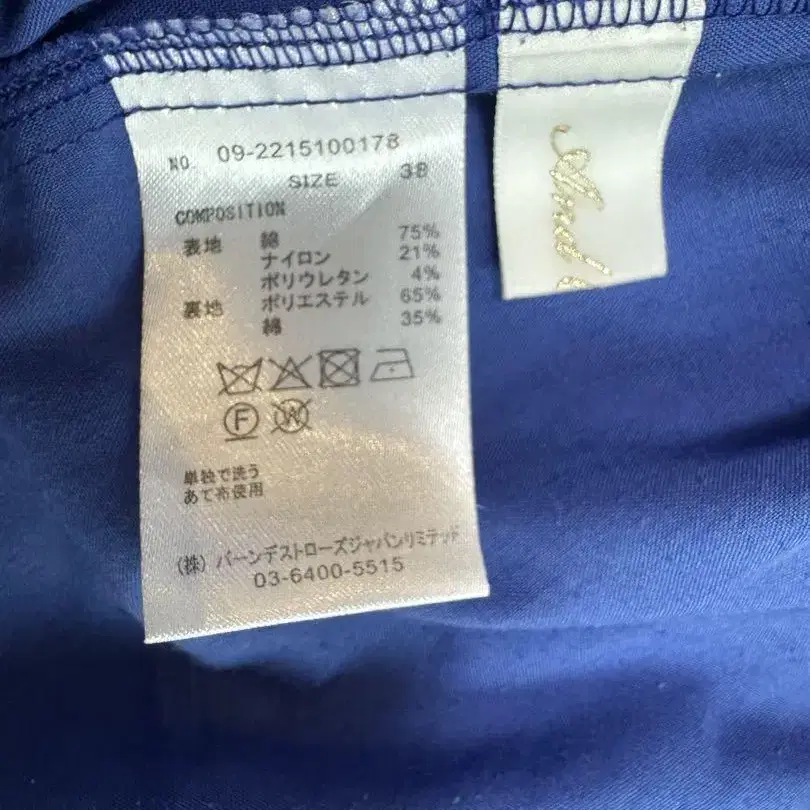 NO. 09-2215100178
SIZE 38
COMPOSITION
表地 綿 75%
ナイロン 21%
ポリウレタン 4%
裏地 ポリエステル 65%
綿 35%
F W
単独で洗う
あて布使用
(株) バーンデストローズジャパンリミテッド
03-6400-5515
And